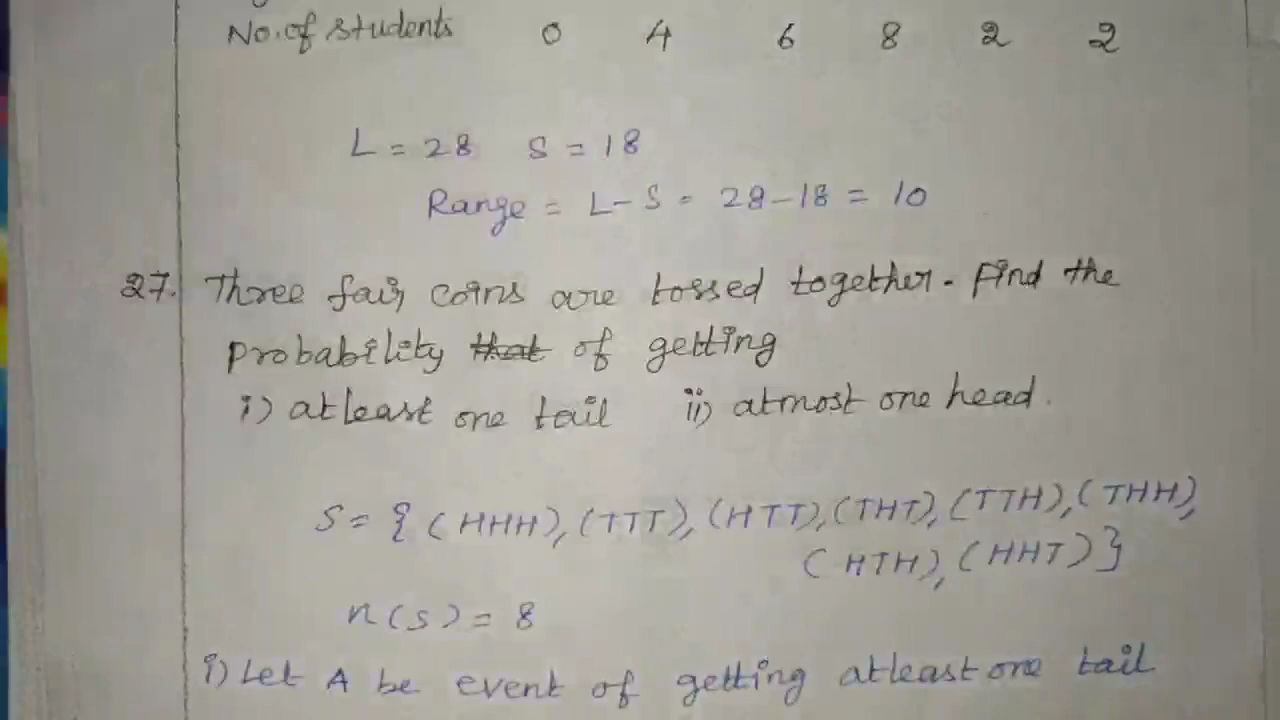 No. of students 0 4 6 8 2 2
L = 28 S = 18
Range = L - S = 28 - 18 = 10
27. Three fair coins are tossed together. Find the
probability that of getting
i) atleast one tail ii) atmost one head.
S = { (HHH), (TTT), (HTT), (THT), (TTH), (THH),
(HTH), (HHT) }
n(s) = 8
i) Let A be event of getting atleast one tail